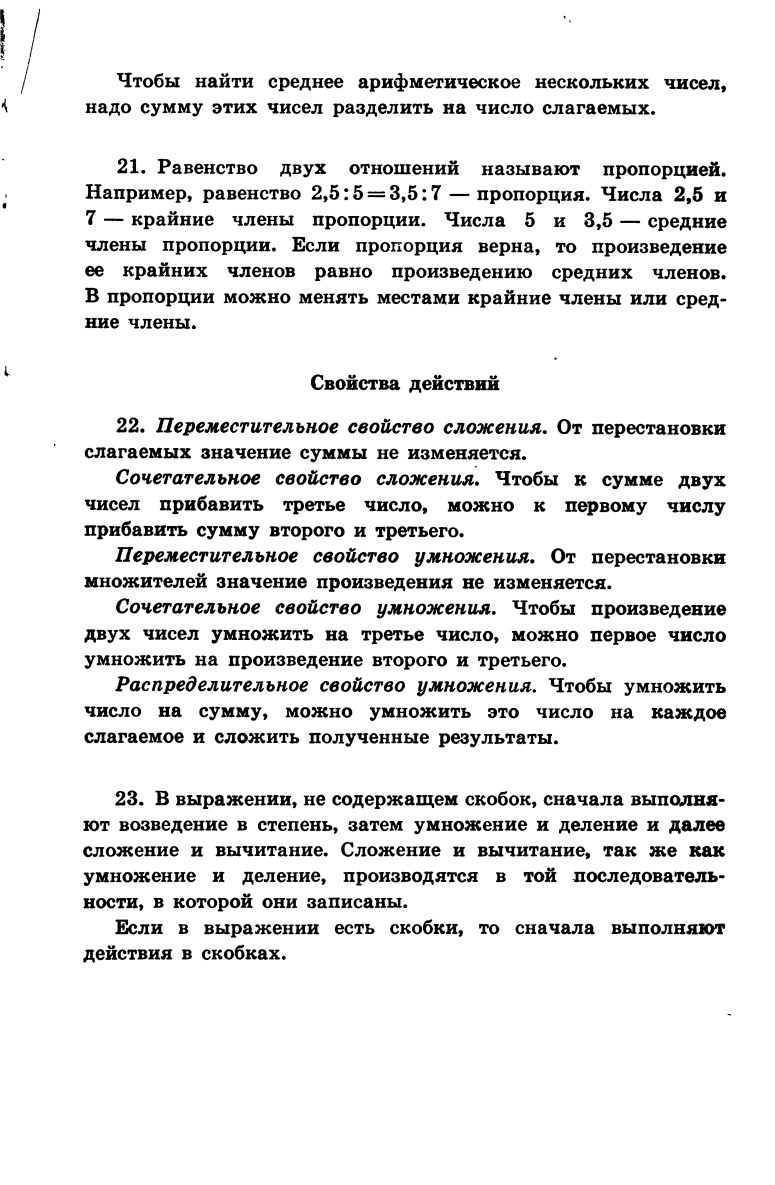 Чтобы найти среднее арифметическое нескольких чисел,
надо сумму этих чисел разделить на число слагаемых.
21. Равенство двух отношений называют пропорцией.
Например, равенство 2,5:5=3,5:7 — пропорция. Числа 2,5 и
7 — крайние члены пропорции. Числа 5 и 3,5 — средние
члены пропорции. Если пропорция верна, то произведение
ее крайних членов равно произведению средних членов.
В пропорции можно менять местами крайние члены или сред-
ние члены.
Свойства действий
22. Переместительное свойство сложения. От перестановки
слагаемых значение суммы не изменяется.
Сочетательное свойство сложения. Чтобы к сумме двух
чисел прибавить третье число, можно к первому числу
прибавить сумму второго и третьего.
Переместительное свойство умножения. От перестановки
множителей значение произведения не изменяется.
Сочетательное свойство умножения. Чтобы произведение
двух чисел умножить на третье число, можно первое число
умножить на произведение второго и третьего.
Распределительное свойство умножения. Чтобы умножить
число на сумму, можно умножить это число на каждое
слагаемое и сложить полученные результаты.
23. В выражении, не содержащем скобок, сначала выполня-
ют возведение в степень, затем умножение и деление и далее
сложение и вычитание. Сложение и вычитание, так же как
умножение и деление, производятся в той последователь-
ности, в которой они записаны.
Если в выражении есть скобки, то сначала выполняют
действия в скобках.